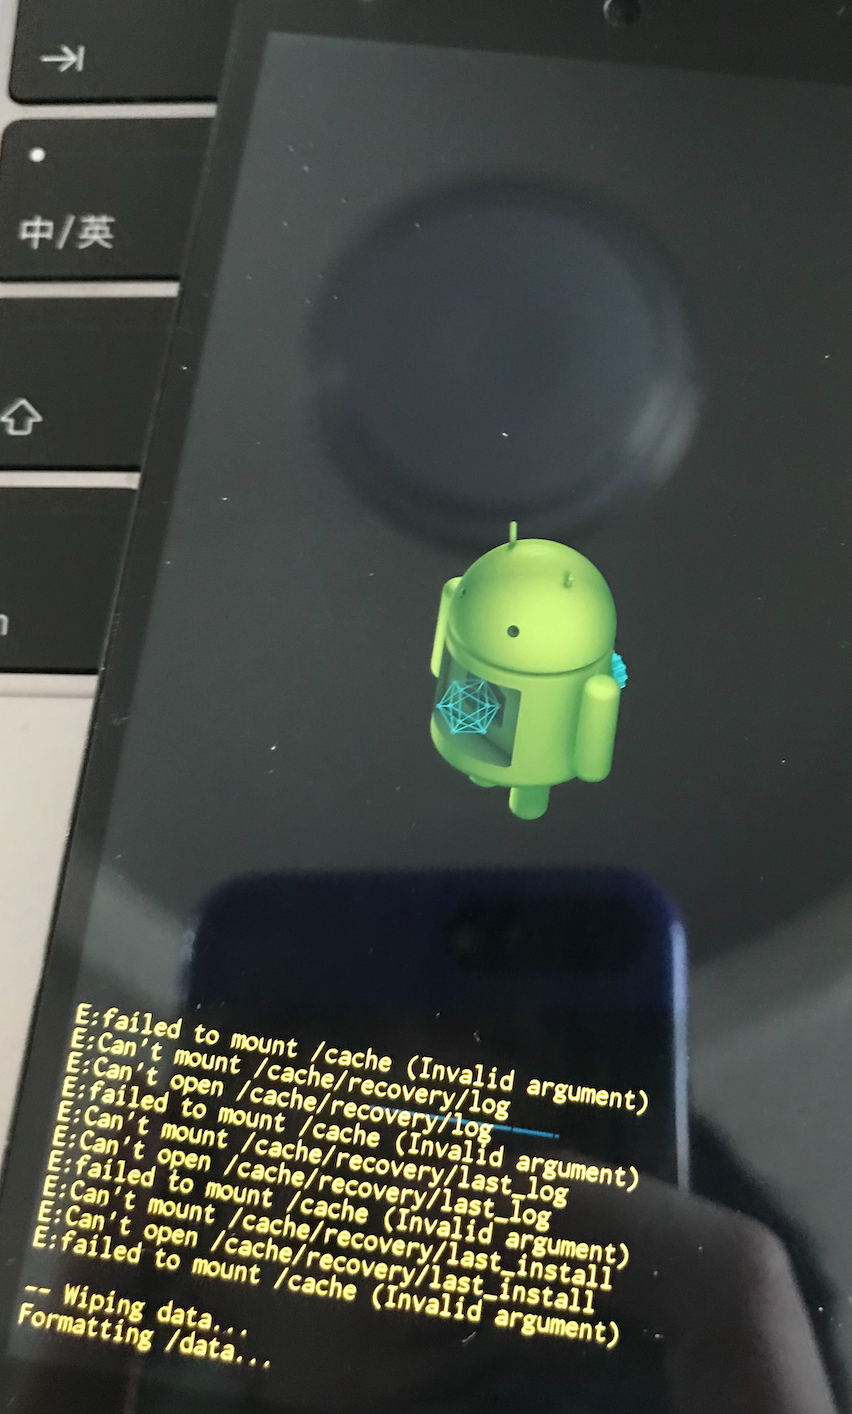 中/英
E:failed to mount /cache (Invalid argument)
E:Can't mount /cache/recovery/log
E:Can't open /cache/recovery/log
E:failed to mount /cache (Invalid argument)
E:Can't mount /cache/recovery/last_log
E:Can't open /cache/recovery/last_log
E:failed to mount /cache (Invalid argument)
E:Can't mount /cache/recovery/last_install
E:Can't open /cache/recovery/last_install
E:failed to mount /cache (Invalid argument)
-- Wiping data...
Formatting /data...